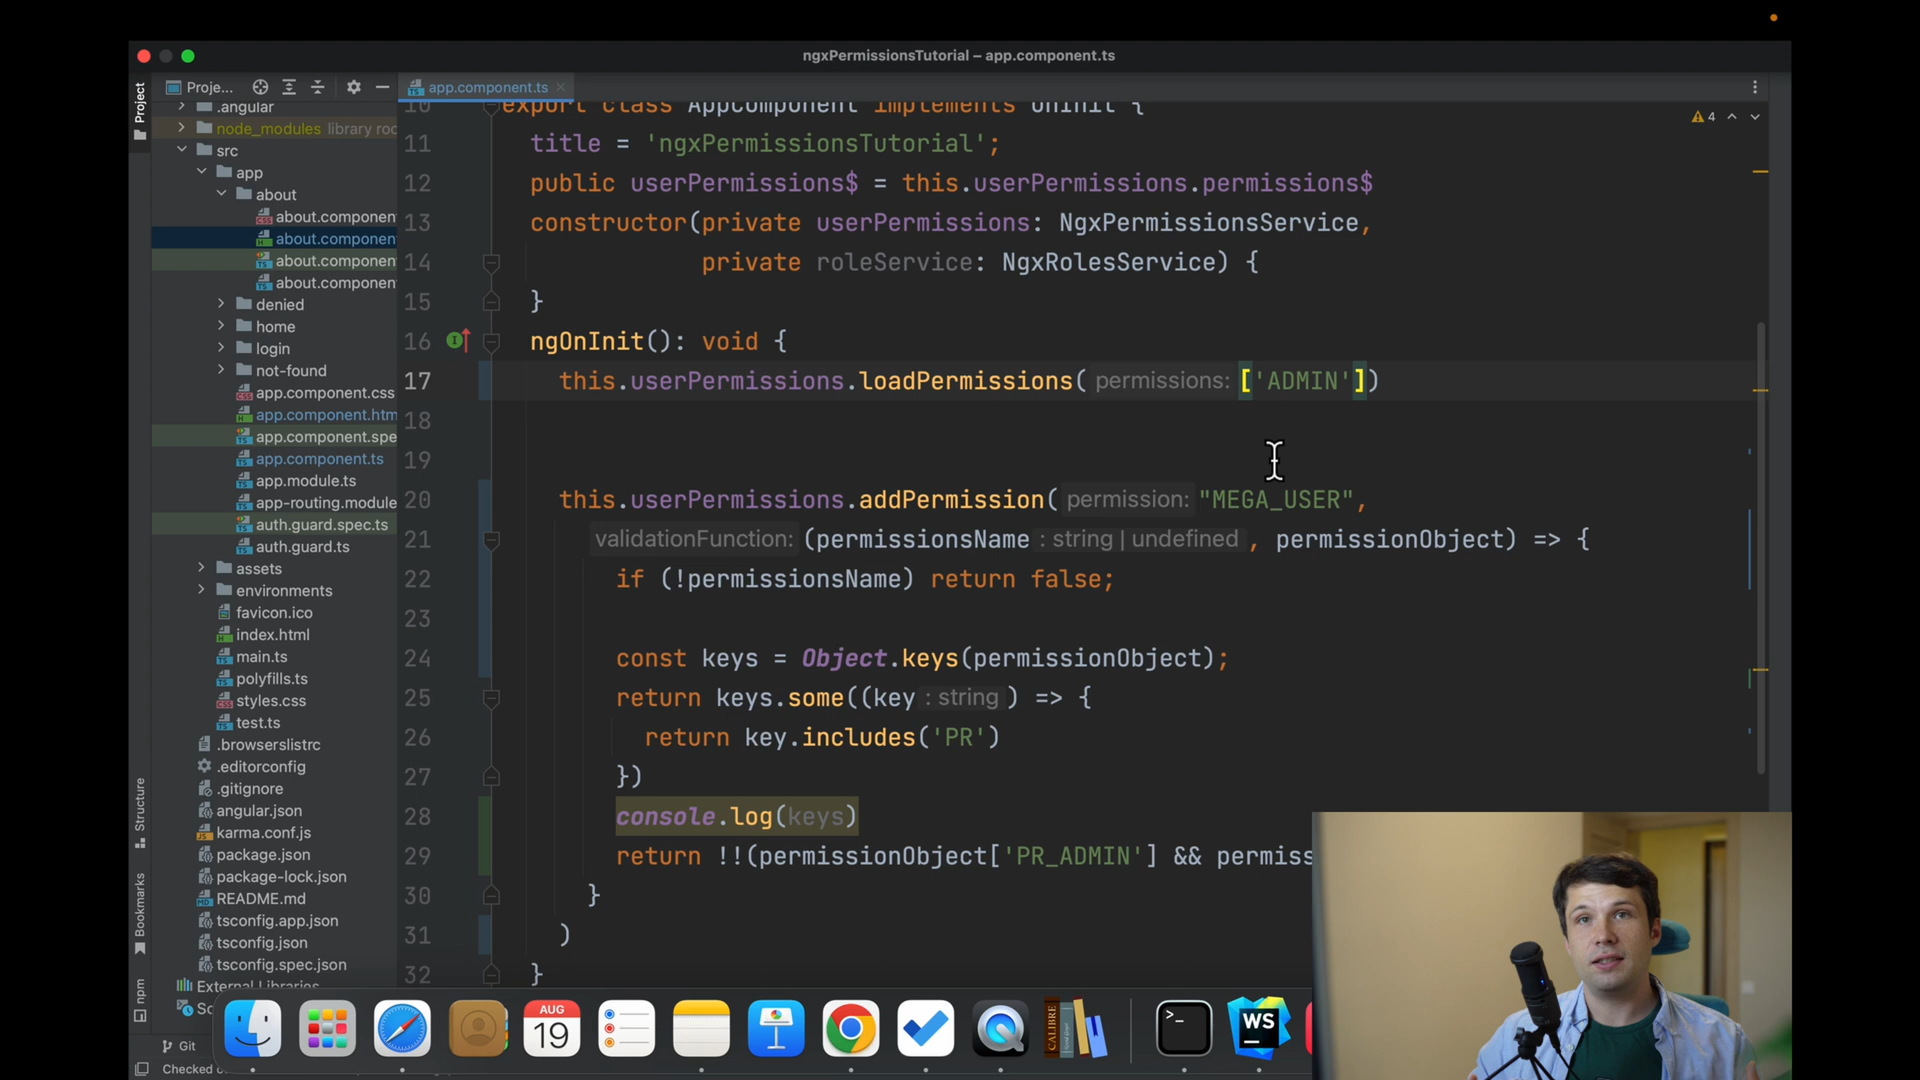 ngxPermissionsTutorial – app.component.ts
Project
Proje...
app.component.ts
.angular
node_modules library roo
src
app
about
about.componen
about.componen
about.componen
about.componen
denied
home
login
not-found
app.component.css
app.component.htm
app.component.spe
app.component.ts
app.module.ts
app-routing.module
auth.guard.spec.ts
auth.guard.ts
assets
environments
favicon.ico
index.html
main.ts
polyfills.ts
styles.css
test.ts
.browserslistrc
.editorconfig
.gitignore
angular.json
karma.conf.js
package.json
package-lock.json
README.md
tsconfig.app.json
tsconfig.json
tsconfig.spec.json
External Libraries
Sc
Structure
Bookmarks
npm
4
10 export class AppComponent implements OnInit {
11 title = 'ngxPermissionsTutorial';
12 public userPermissions$ = this.userPermissions.permissions$
13 constructor(private userPermissions: NgxPermissionsService,
14 private roleService: NgxRolesService) {
15 }
16 ngOnInit(): void {
17 this.userPermissions.loadPermissions( permissions: ['ADMIN'])
18
19
20 this.userPermissions.addPermission( permission: "MEGA_USER",
21 validationFunction: (permissionsName : string | undefined , permissionObject) => {
22 if (!permissionsName) return false;
23
24 const keys = Object.keys(permissionObject);
25 return keys.some((key : string ) => {
26 return key.includes('PR')
27 })
28 console.log(keys)
29 return !!(permissionObject['PR_ADMIN'] && permiss
30 }
31 )
32 }
Git
Checked o
AUG
19
CALIBRE
>_
WS